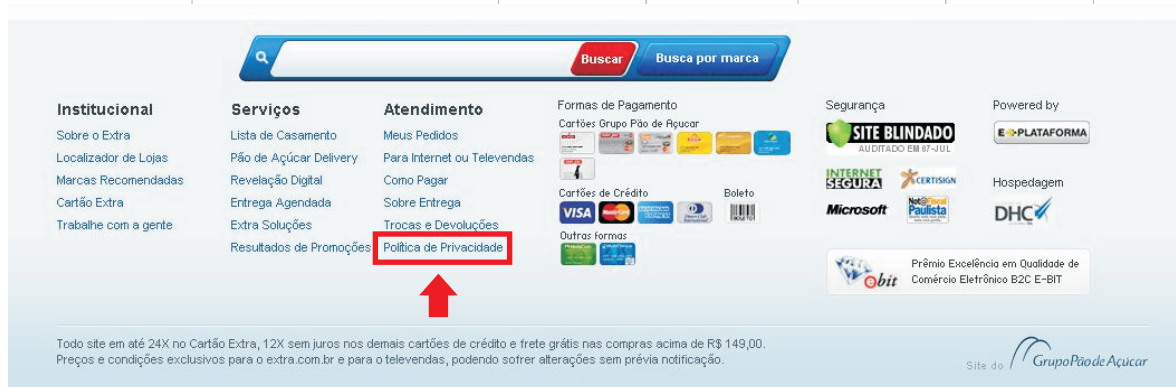 Buscar
Busca por marca
Institucional
Sobre o Extra
Localizador de Lojas
Marcas Recomendadas
Cartão Extra
Trabalhe com a gente
Serviços
Lista de Casamento
Pão de Açúcar Delivery
Revelação Digital
Entrega Agendada
Extra Soluções
Resultados de Promoções
Atendimento
Meus Pedidos
Para Internet ou Televendas
Como Pagar
Sobre Entrega
Trocas e Devoluções
Política de Privacidade
Formas de Pagamento
Cartões Grupo Pão de Açucar
Cartões de Crédito
Boleto
VISA
MasterCard
Outras formas
Segurança
SITE BLINDADO
AUDITADO EM 07-JUL
INTERNET
SEGURA
CERTISIGN
Microsoft
Nota Fiscal
Paulista
Powered by
E-PLATAFORMA
Hospedagem
DHC
ebit
Prêmio Excelência em Qualidade de
Comércio Eletrônico B2C E-BIT
Todo site em até 24X no Cartão Extra, 12X sem juros nos demais cartões de crédito e frete grátis nas compras acima de R$ 149,00.
Preços e condições exclusivos para o extra.com.br e para o televendas, podendo sofrer alterações sem prévia notificação.
Site do GrupoPãodeAçúcar